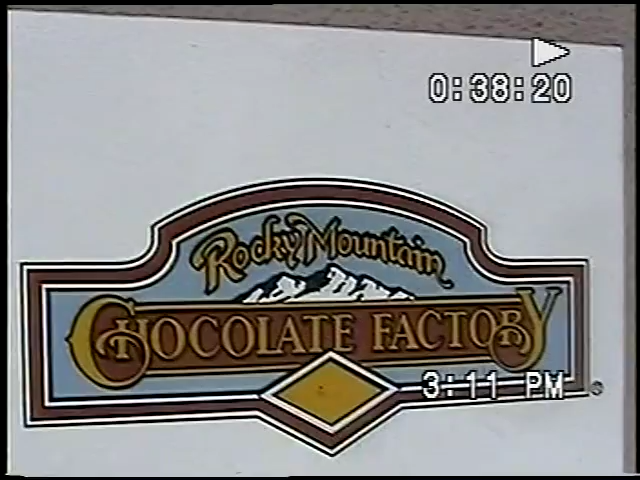 0:38:20
Rocky Mountain
CHOCOLATE FACTORY
3:11 PM
®